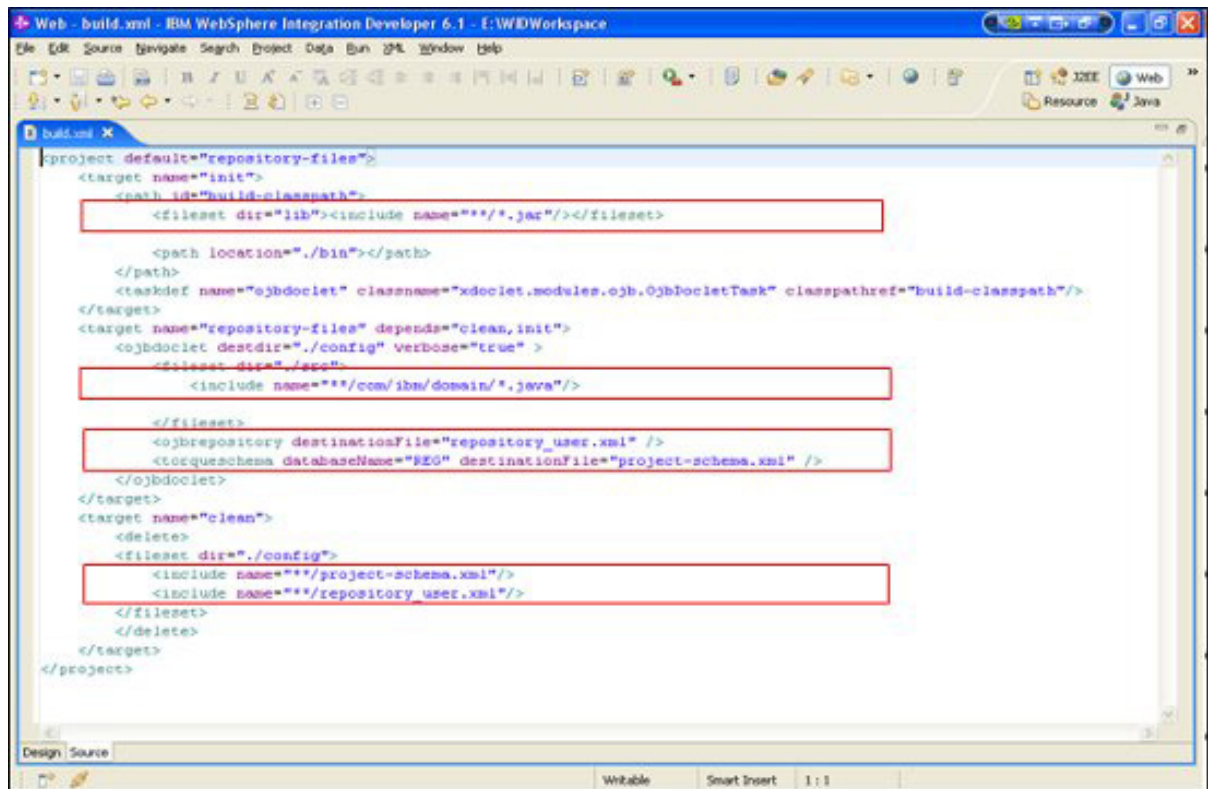 Web - build.xml - IBM WebSphere Integration Developer 6.1 - E:\WIDWorkspace
File Edit Source Navigate Search Project Data Run XML Window Help
J2EE Web »
Resource Java
build.xml
<project default="repository-files">
<target name="init">
<path id="build-classpath">
<fileset dir="lib"><include name="**/*.jar"/></fileset>
<path location="./bin"></path>
</path>
<taskdef name="ojbdoclet" classname="xdoclet.modules.ojb.OjbDocletTask" classpathref="build-classpath"/>
</target>
<target name="repository-files" depends="clean,init">
<ojbdoclet destdir="./config" verbose="true" >
<fileset dir="./src">
<include name="**/com/ibm/domain/*.java"/>
</fileset>
<ojbrepository destinationFile="repository_user.xml" />
<torqueschema databaseName="REG" destinationFile="project-schema.xml" />
</ojbdoclet>
</target>
<target name="clean">
<delete>
<fileset dir="./config">
<include name="**/project-schema.xml"/>
<include name="**/repository_user.xml"/>
</fileset>
</delete>
</target>
</project>
Design Source
Writable Smart Insert 1 : 1